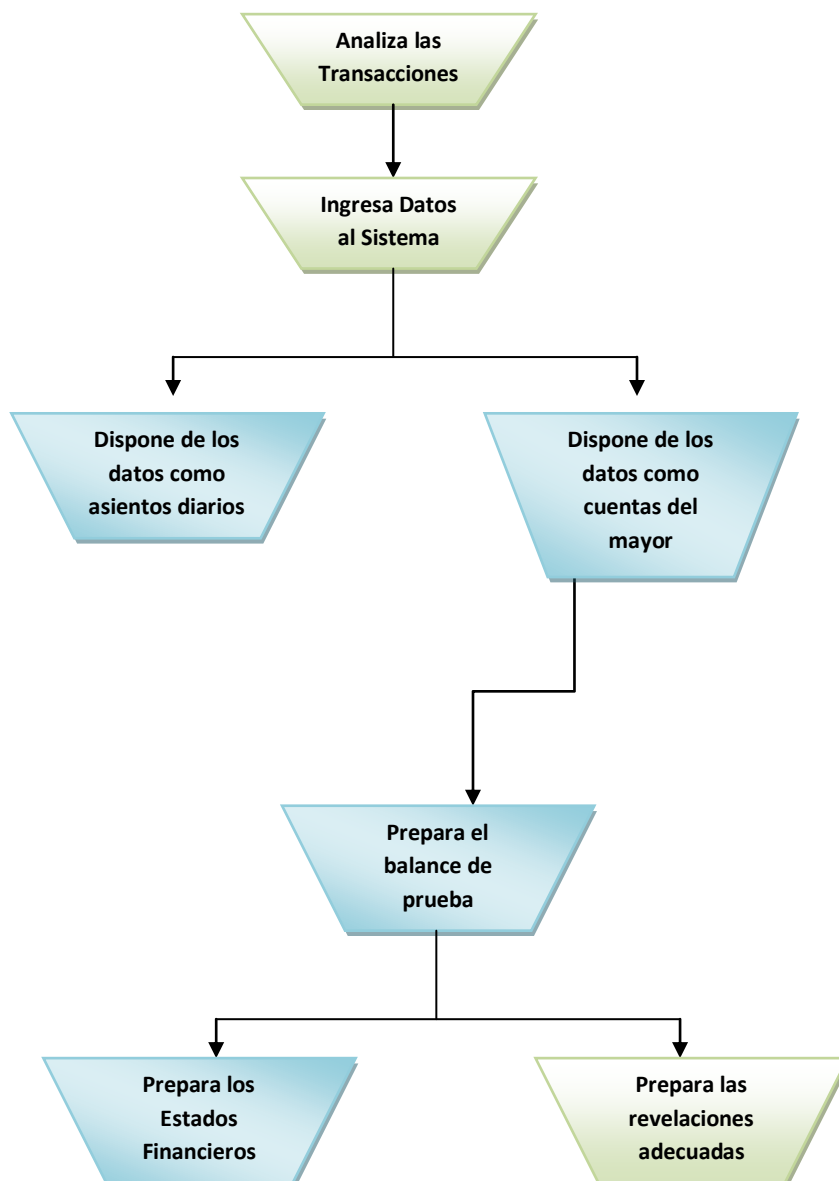 Analiza las
Transacciones
Ingresa Datos
al Sistema
Dispone de los
datos como
asientos diarios
Dispone de los
datos como
cuentas del
mayor
Prepara el
balance de
prueba
Prepara los
Estados
Financieros
Prepara las
revelaciones
adecuadas